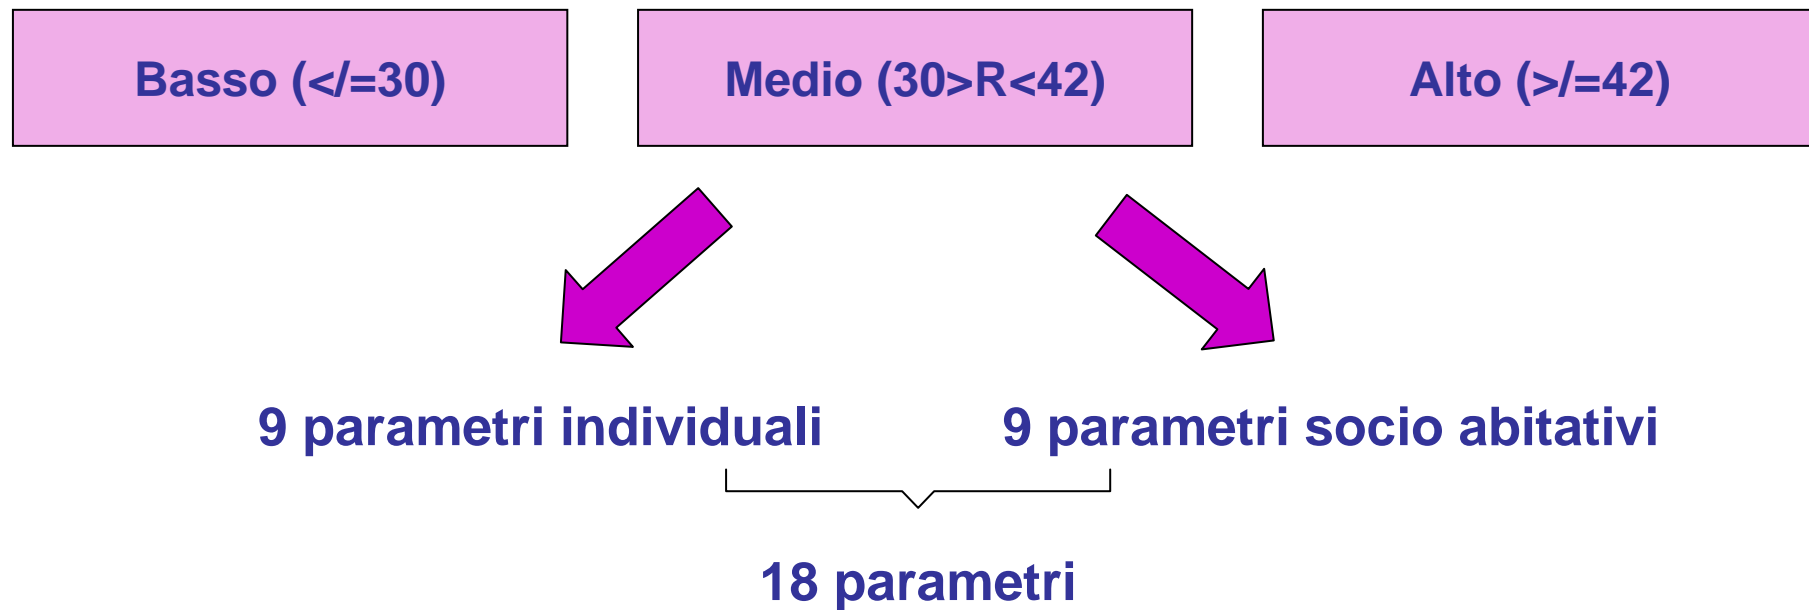 Basso (</=30)
Medio (30>R<42)
Alto (>/=42)
9 parametri individuali
9 parametri socio abitativi
18 parametri